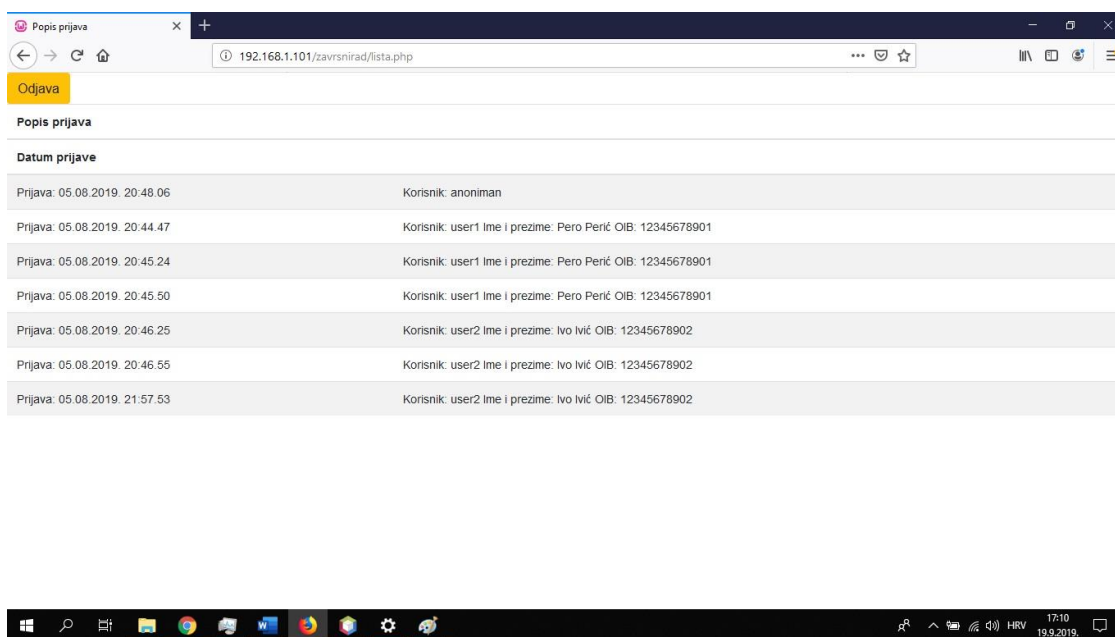 Popis prijava
192.168.1.101/zavrsnirad/lista.php
Odjava
Popis prijava
Datum prijave
Prijava: 05.08.2019. 20:48.06 Korisnik: anoniman
Prijava: 05.08.2019. 20:44.47 Korisnik: user1 Ime i prezime: Pero Perić OIB: 12345678901
Prijava: 05.08.2019. 20:45.24 Korisnik: user1 Ime i prezime: Pero Perić OIB: 12345678901
Prijava: 05.08.2019. 20:45.50 Korisnik: user1 Ime i prezime: Pero Perić OIB: 12345678901
Prijava: 05.08.2019. 20:46.25 Korisnik: user2 Ime i prezime: Ivo Ivić OIB: 12345678902
Prijava: 05.08.2019. 20:46.55 Korisnik: user2 Ime i prezime: Ivo Ivić OIB: 12345678902
Prijava: 05.08.2019. 21:57.53 Korisnik: user2 Ime i prezime: Ivo Ivić OIB: 12345678902
HRV
17:10
19.9.2019.